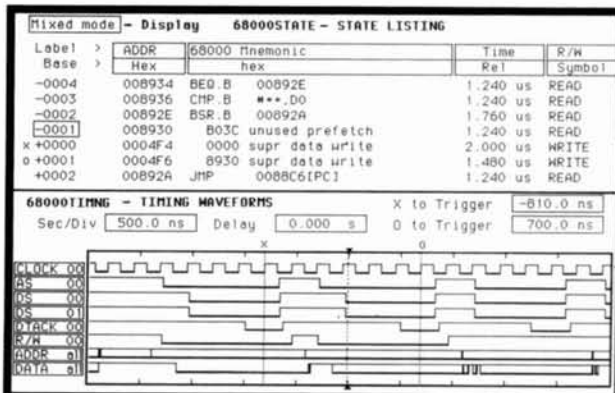 Mixed mode - Display 68000STATE - STATE LISTING
Label > ADDR 68000 Mnemonic Time R/W
Base > Hex hex Rel Symbol
-0004 008934 BEQ.B 00892E 1.240 us READ
-0003 008936 CMP.B #**,D0 1.240 us READ
-0002 00892E BSR.B 00892A 1.760 us READ
-0001 008930 B03C unused prefetch 1.240 us READ
x +0000 0004F4 0000 supr data write 2.000 us WRITE
o +0001 0004F6 8930 supr data write 1.480 us WRITE
+0002 00892A JMP 0088C6[PC] 1.240 us READ
68000TIMNG - TIMING WAVEFORMS X to Trigger -810.0 ns
Sec/Div 500.0 ns Delay 0.000 s O to Trigger 700.0 ns
X O
CLOCK 00
AS 00
DS 00
DS 01
DTACK 00
R/W 00
ADDR all
DATA all